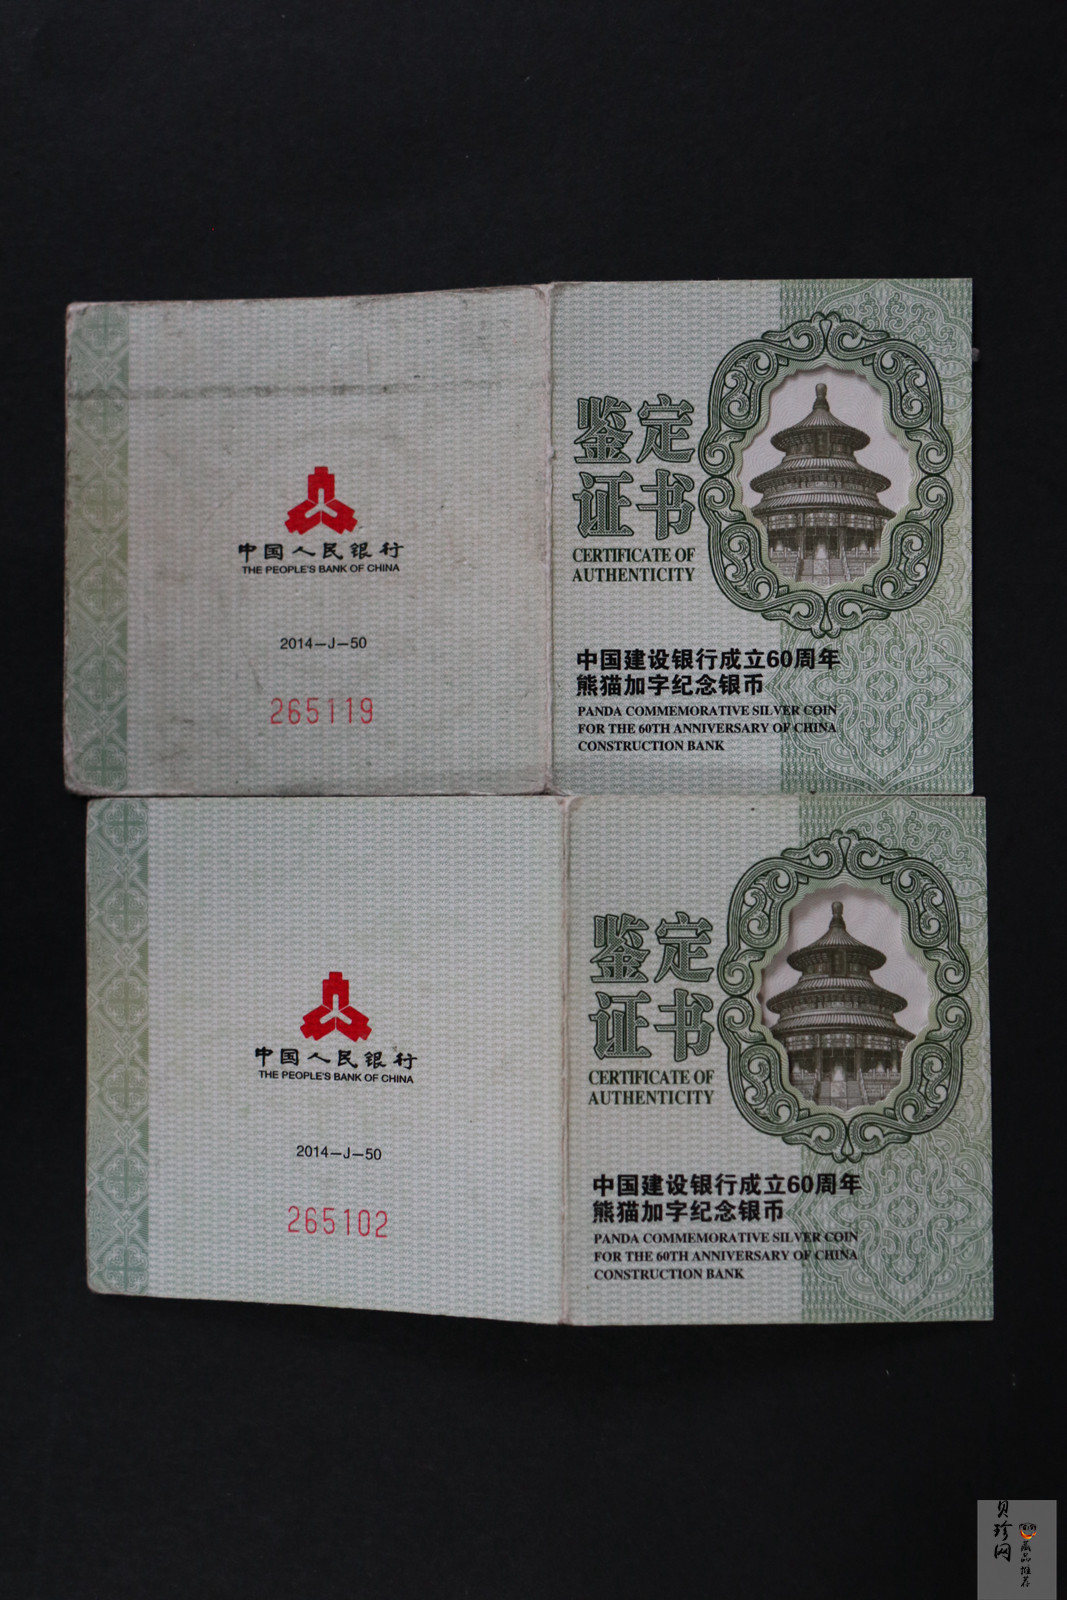 中国人民银行
THE PEOPLE'S BANK OF CHINA
2014-J-50
265119
鉴定
证书
CERTIFICATE OF
AUTHENTICITY
中国建设银行成立60周年
熊猫加字纪念银币
PANDA COMMEMORATIVE SILVER COIN
FOR THE 60TH ANNIVERSARY OF CHINA
CONSTRUCTION BANK
中国人民银行
THE PEOPLE'S BANK OF CHINA
2014-J-50
265102
鉴定
证书
CERTIFICATE OF
AUTHENTICITY
中国建设银行成立60周年
熊猫加字纪念银币
PANDA COMMEMORATIVE SILVER COIN
FOR THE 60TH ANNIVERSARY OF CHINA
CONSTRUCTION BANK
贝珍网
藏品推荐